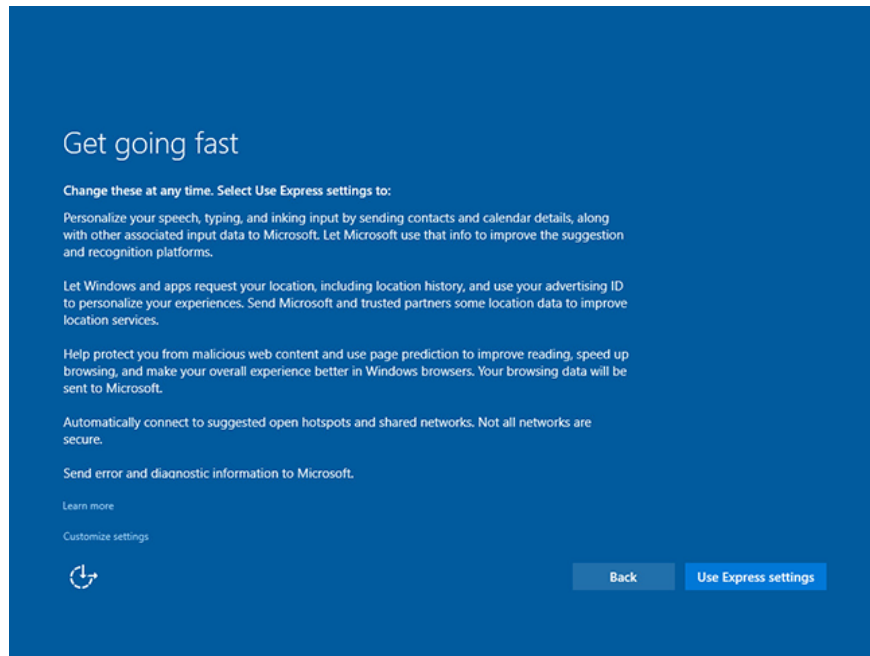 Get going fast
Change these at any time. Select Use Express settings to:
Personalize your speech, typing, and inking input by sending contacts and calendar details, along
with other associated input data to Microsoft. Let Microsoft use that info to improve the suggestion
and recognition platforms.
Let Windows and apps request your location, including location history, and use your advertising ID
to personalize your experiences. Send Microsoft and trusted partners some location data to improve
location services.
Help protect you from malicious web content and use page prediction to improve reading, speed up
browsing, and make your overall experience better in Windows browsers. Your browsing data will be
sent to Microsoft.
Automatically connect to suggested open hotspots and shared networks. Not all networks are
secure.
Send error and diagnostic information to Microsoft.
Learn more
Customize settings
Back
Use Express settings